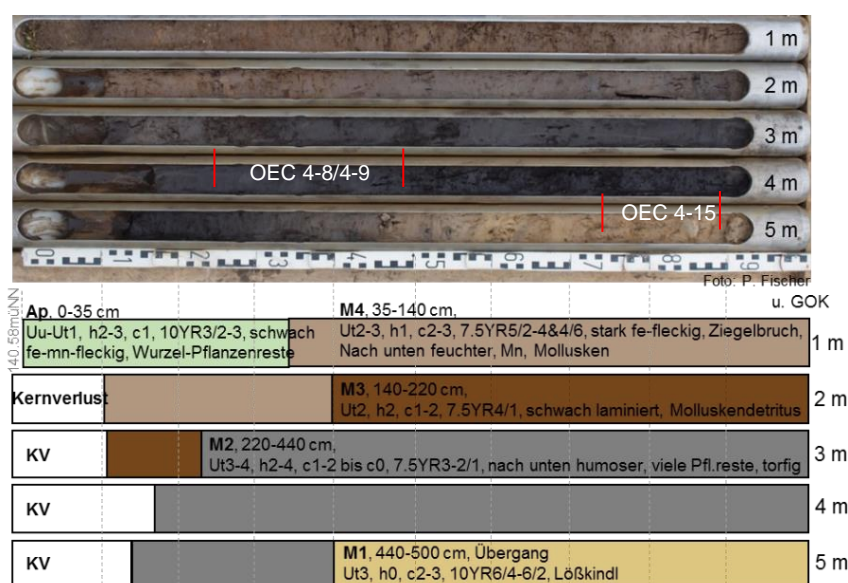 1 m
2 m
3 m
OEC 4-8/4-9
4 m
OEC 4-15
5 m
0 1 2 3 4 5 6 7 8 9
Foto: P. Fischer
u. GOK
140.58müNN
Ap, 0-35 cm
Uu-Ut1, h2-3, c1, 10YR3/2-3, schwach
fe-mn-fleckig, Wurzel-Pflanzenreste
M4, 35-140 cm,
Ut2-3, h1, c2-3, 7.5YR5/2-4&4/6, stark fe-fleckig, Ziegelbruch,
Nach unten feuchter, Mn, Mollusken
1 m
Kernverlust
M3, 140-220 cm,
Ut2, h2, c1-2, 7.5YR4/1, schwach laminiert, Molluskendetritus
2 m
KV
M2, 220-440 cm,
Ut3-4, h2-4, c1-2 bis c0, 7.5YR3-2/1, nach unten humoser, viele Pfl.reste, torfig
3 m
KV
4 m
KV
M1, 440-500 cm, Übergang
Ut3, h0, c2-3, 10YR6/4-6/2, Lößkindl
5 m